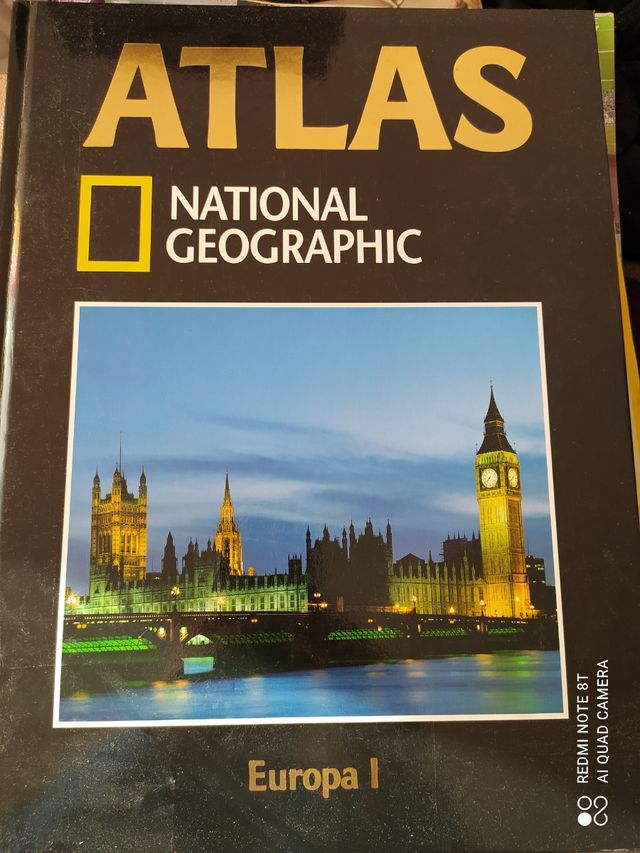 ATLAS
NATIONAL
GEOGRAPHIC
Europa I
REDMI NOTE 8T
AI QUAD CAMERA